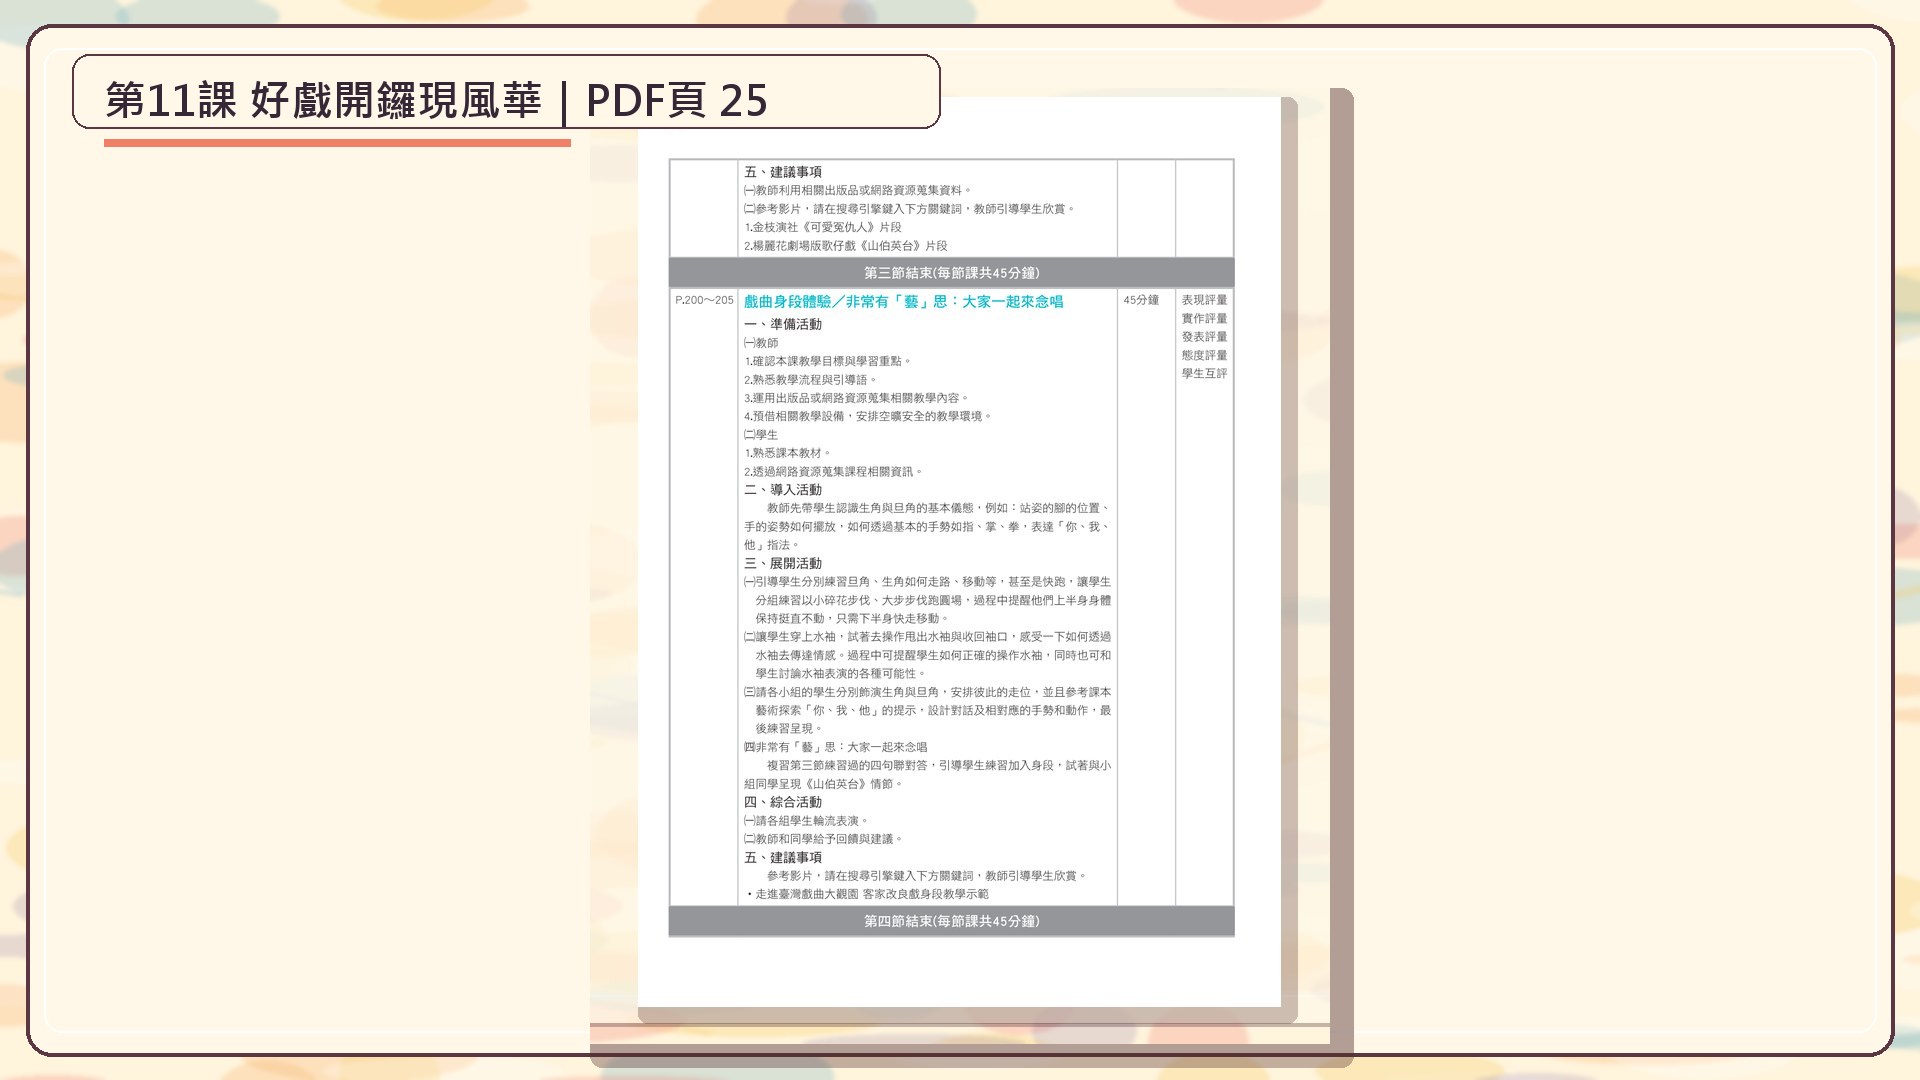 第11課 好戲開鑼現風華 | PDF頁 25
五、建議事項
㈠教師利用相關出版品或網路資源蒐集資料。
㈡參考影片，請在搜尋引擎鍵入下方關鍵詞，教師引導學生欣賞。
1.金枝演社《可愛冤仇人》片段
2.楊麗花劇場版歌仔戲《山伯英台》片段
第三節結束(每節課共45分鐘)
P.200～205 戲曲身段體驗／非常有「藝」思：大家一起來念唱 45分鐘 表現評量
實作評量
發表評量
態度評量
學生互評
一、準備活動
㈠教師
1.確認本課教學目標與學習重點。
2.熟悉教學流程與引導語。
3.運用出版品或網路資源蒐集相關教學內容。
4.預借相關教學設備，安排空曠安全的教學環境。
㈡學生
1.熟悉課本教材。
2.透過網路資源蒐集課程相關資訊。
二、導入活動
教師先帶學生認識生角與旦角的基本儀態，例如：站姿的腳的位置、
手的姿勢如何擺放，如何透過基本的手勢如指、掌、拳，表達「你、我、
他」指法。
三、展開活動
㈠引導學生分別練習旦角、生角如何走路、移動等，甚至是快跑，讓學生
分組練習以小碎花步伐、大步步伐跑圓場，過程中提醒他們上半身身體
保持挺直不動，只需下半身快走移動。
㈡讓學生穿上水袖，試著去操作甩出水袖與收回袖口，感受一下如何透過
水袖去傳達情感。過程中可提醒學生如何正確的操作水袖，同時也可和
學生討論水袖表演的各種可能性。
㈢請各小組的學生分別飾演生角與旦角，安排彼此的走位，並且參考課本
藝術探索「你、我、他」的提示，設計對話及相對應的手勢和動作，最
後練習呈現。
㈣非常有「藝」思：大家一起來念唱
複習第三節練習過的四句聯對答，引導學生練習加入身段，試著與小
組同學呈現《山伯英台》情節。
四、綜合活動
㈠請各組學生輪流表演。
㈡教師和同學給予回饋與建議。
五、建議事項
參考影片，請在搜尋引擎鍵入下方關鍵詞，教師引導學生欣賞。
・走進臺灣戲曲大觀園 客家改良戲身段教學示範
第四節結束(每節課共45分鐘)